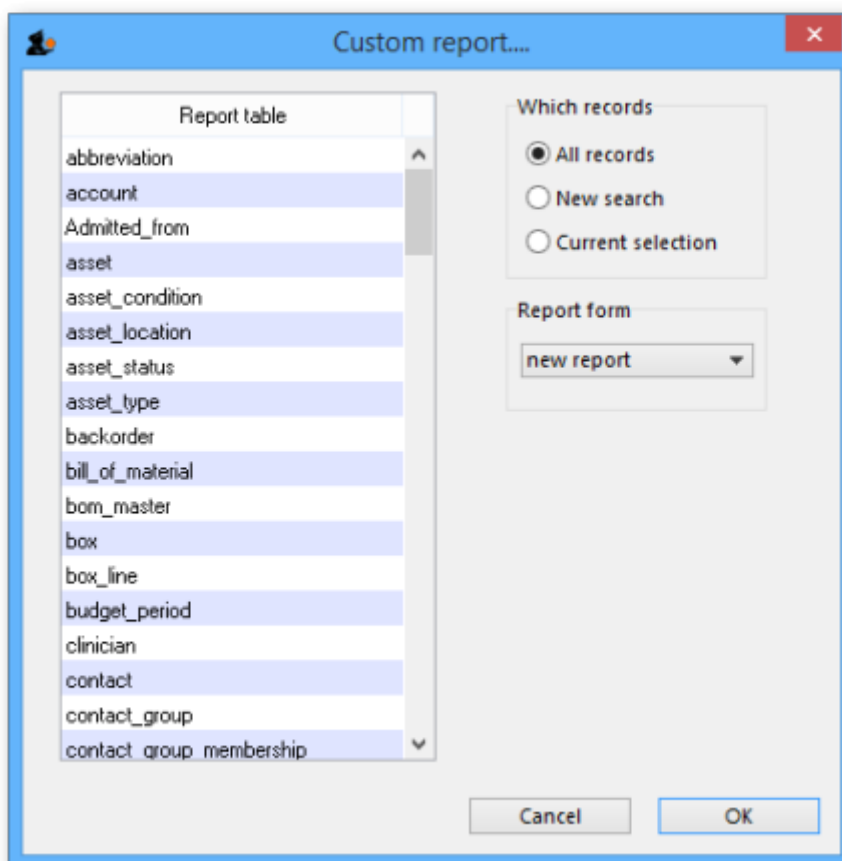 Custom report....
Report table
abbreviation
account
Admitted_from
asset
asset_condition
asset_location
asset_status
asset_type
backorder
bill_of_material
bom_master
box
box_line
budget_period
clinician
contact
contact_group
contact_group_membership
Which records
All records
New search
Current selection
Report form
new report
Cancel
OK